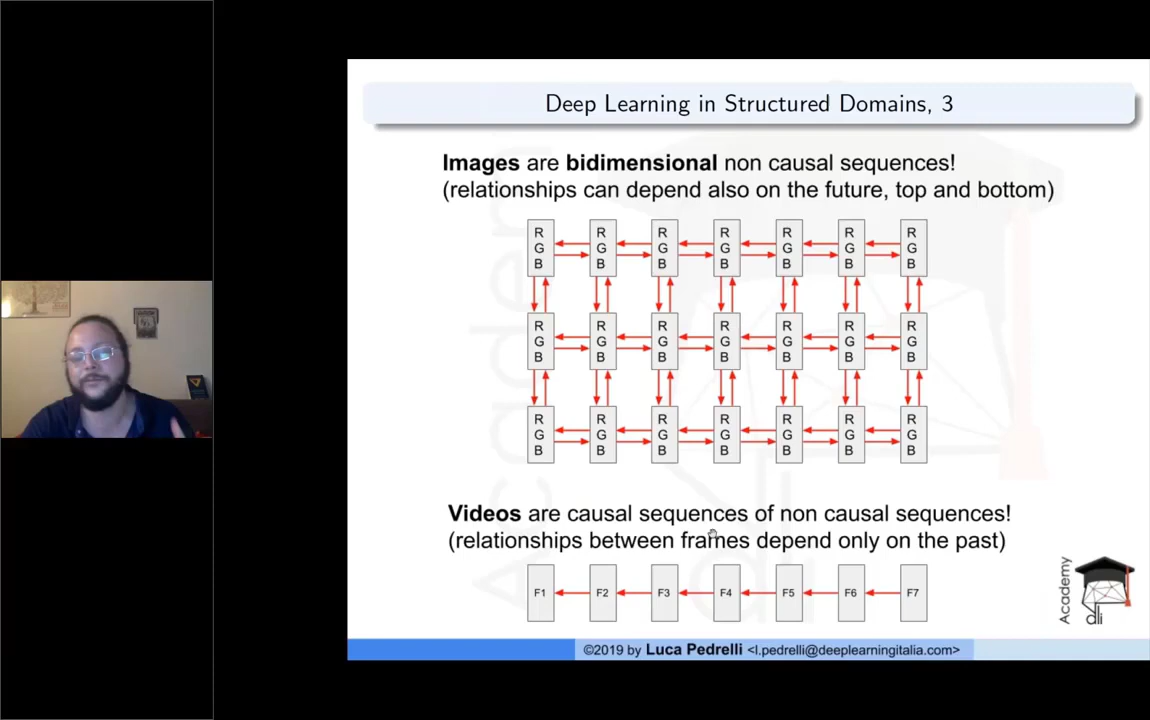 Deep Learning in Structured Domains, 3
Images are bidimensional non causal sequences!
(relationships can depend also on the future, top and bottom)
R R R R R R R
G G G G G G G
B B B B B B B
R R R R R R R
G G G G G G G
B B B B B B B
R R R R R R R
G G G G G G G
B B B B B B B
Videos are causal sequences of non causal sequences!
(relationships between frames depend only on the past)
F1 F2 F3 F4 F5 F6 F7
Academy
dli
©2019 by Luca Pedrelli <l.pedrelli@deeplearningitalia.com>